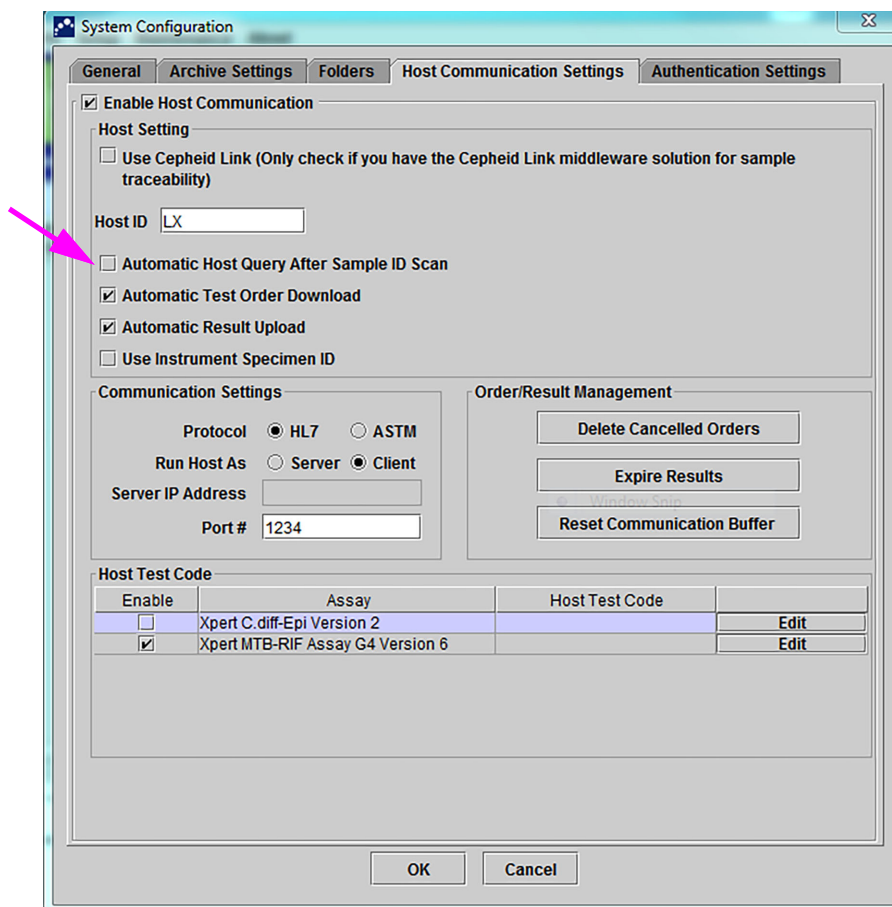 System Configuration
General Archive Settings Folders Host Communication Settings Authentication Settings
Enable Host Communication
Host Setting
Use Cepheid Link (Only check if you have the Cepheid Link middleware solution for sample
traceability)
Host ID LX
Automatic Host Query After Sample ID Scan
Automatic Test Order Download
Automatic Result Upload
Use Instrument Specimen ID
Communication Settings
Protocol HL7 ASTM
Run Host As Server Client
Server IP Address
Port # 1234
Order/Result Management
Delete Cancelled Orders
Expire Results
Window Snip
Reset Communication Buffer
Host Test Code
Enable Assay Host Test Code
Xpert C.diff-Epi Version 2 Edit
Xpert MTB-RIF Assay G4 Version 6 Edit
OK Cancel